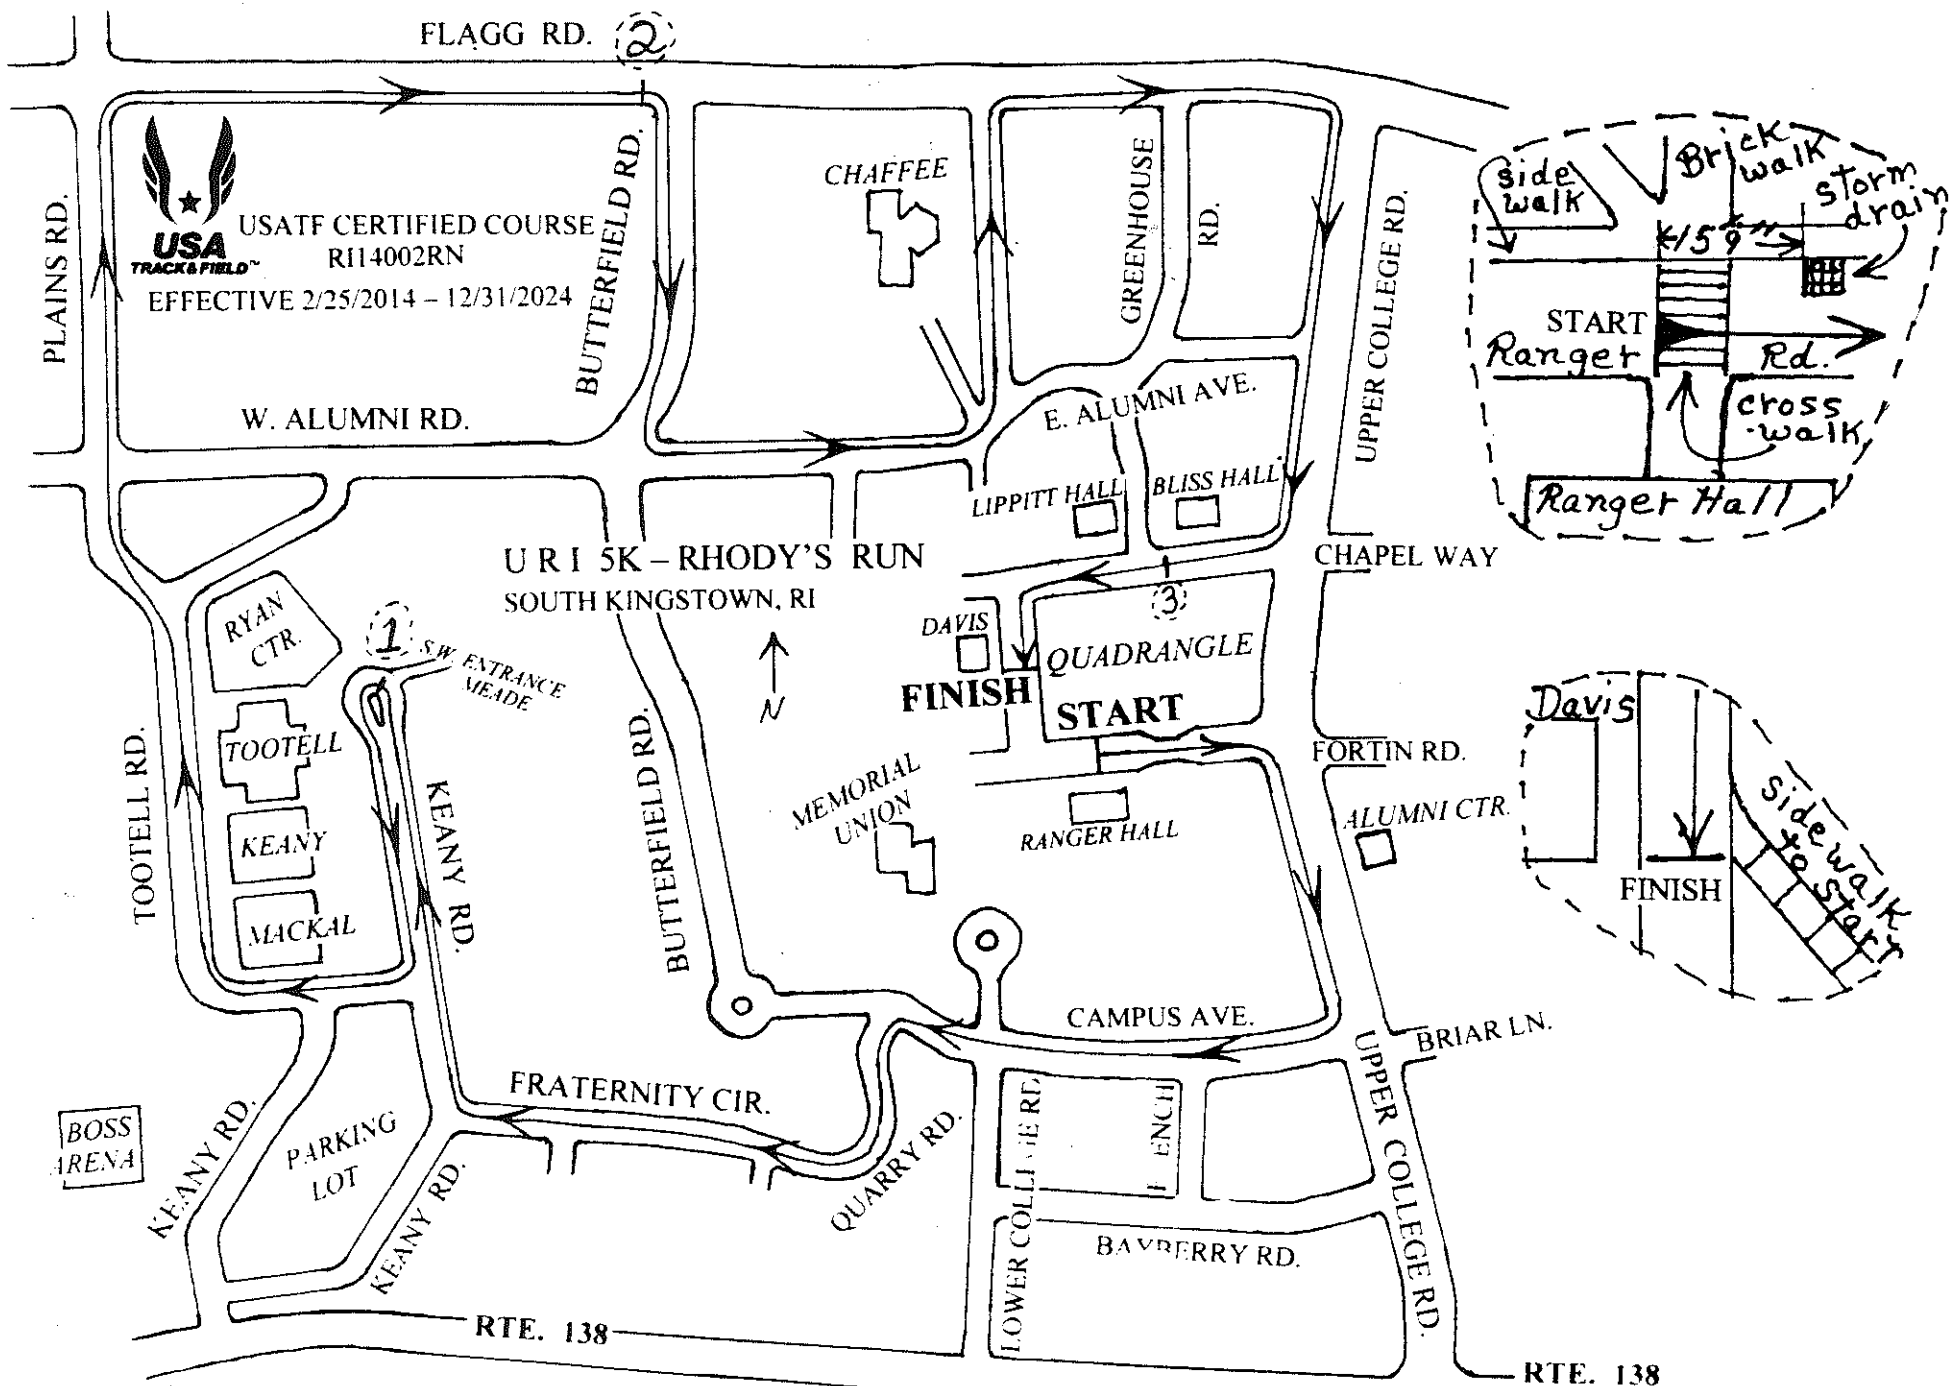 FLAGG RD.
2
PLAINS RD.
USA
TRACK & FIELD™
USATF CERTIFIED COURSE
RI14002RN
EFFECTIVE 2/25/2014 – 12/31/2024
BUTTERFIELD RD.
CHAFFEE
GREENHOUSE
RD.
UPPER COLLEGE RD.
W. ALUMNI RD.
E. ALUMNI AVE.
LIPPITT HALL
BLISS HALL
side
walk
Brick
walk
storm
drain
START
Ranger
Rd.
cross
-walk
Ranger Hall
U R I 5K – RHODY'S RUN
SOUTH KINGSTOWN, RI
N
CHAPEL WAY
3
DAVIS
QUADRANGLE
FINISH
START
RYAN
CTR.
1
S.W. ENTRANCE
MEADE
TOOTELL
KEANY
MACKAL
TOOTELL RD.
KEANY RD.
BUTTERFIELD RD.
MEMORIAL
UNION
RANGER HALL
FORTIN RD.
ALUMNI CTR.
Davis
FINISH
Sidewalk
to Start
CAMPUS AVE.
BRIAR LN.
FRATERNITY CIR.
QUARRY RD.
BOSS
ARENA
KEANY RD.
PARKING
LOT
KEANY RD.
LOWER COLLEGE RD.
UPPER COLLEGE RD.
BAYBERRY RD.
RTE. 138
RTE. 138